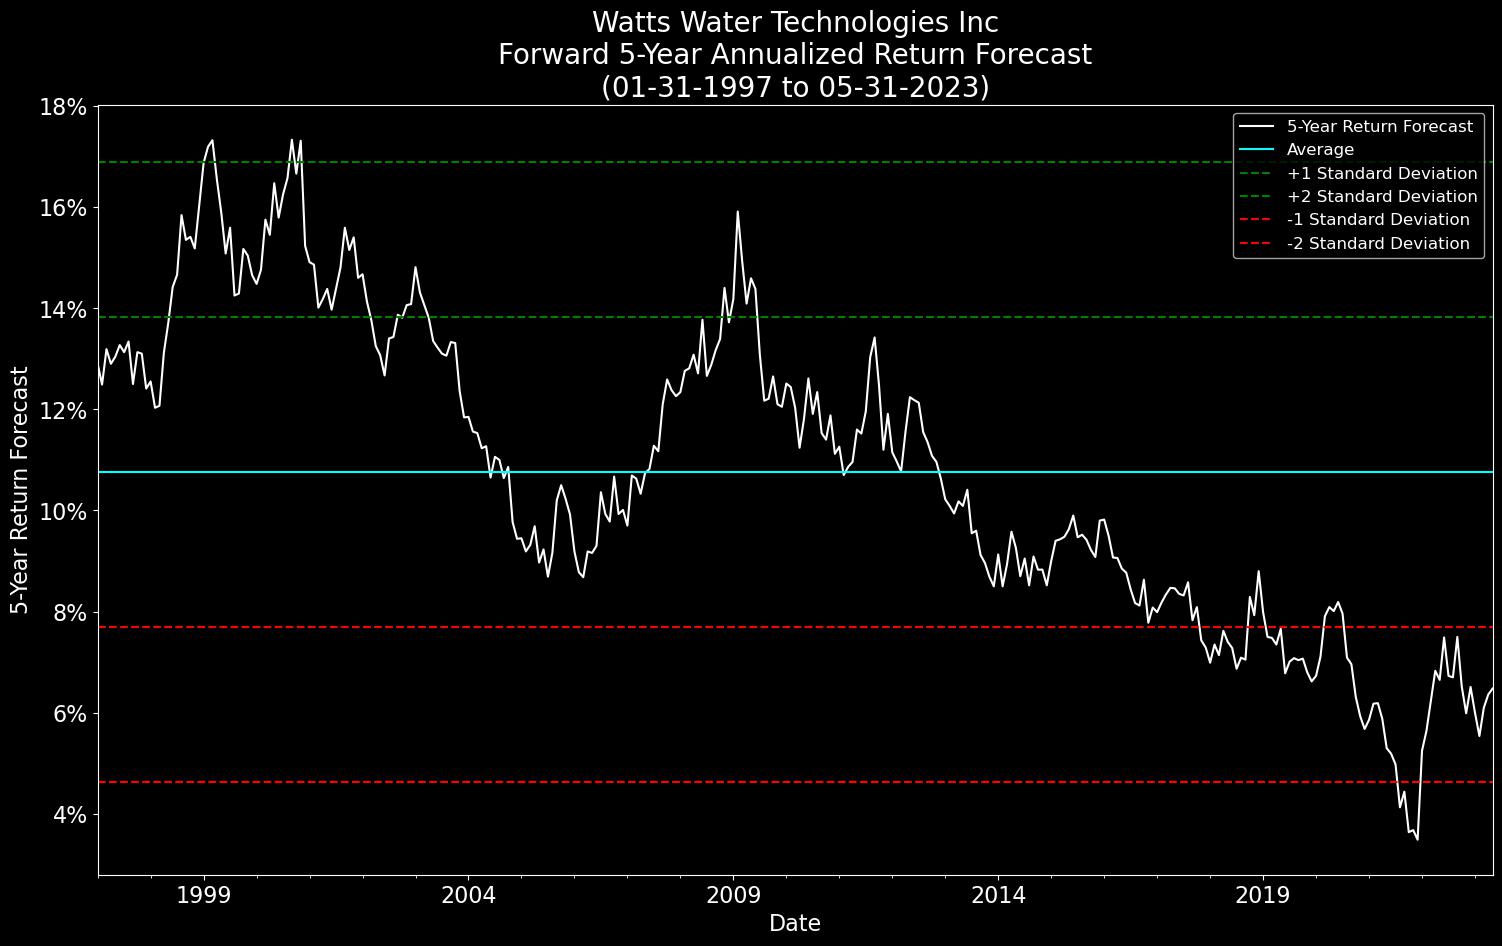 Watts Water Technologies Inc
Forward 5-Year Annualized Return Forecast
(01-31-1997 to 05-31-2023)
18%
16%
14%
12%
10%
8%
6%
4%
5-Year Return Forecast
5-Year Return Forecast
Average
+1 Standard Deviation
+2 Standard Deviation
-1 Standard Deviation
-2 Standard Deviation
1999
2004
2009
2014
2019
Date